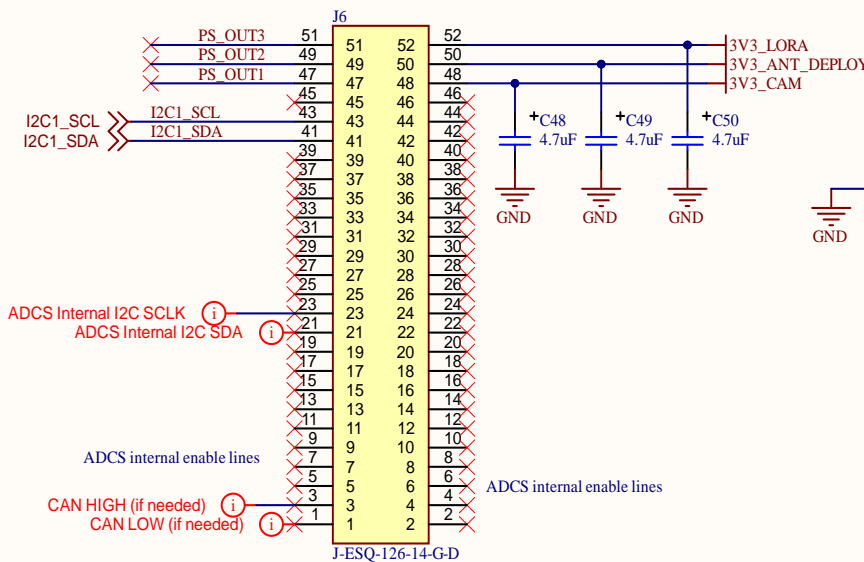 J6
PS_OUT3 51 51 52 52 3V3_LORA
PS_OUT2 49 49 50 50 3V3_ANT_DEPLOY
PS_OUT1 47 47 48 48 3V3_CAM
45 45 46 46
I2C1_SCL I2C1_SCL 43 43 44 44
I2C1_SDA I2C1_SDA 41 41 42 42
+C48 +C49 +C50
4.7uF 4.7uF 4.7uF
39 39 40 40
37 37 38 38
35 35 36 36
33 33 34 34
GND GND GND
31 31 32 32
GND
29 29 30 30
27 27 28 28
25 25 26 26
ADCS Internal I2C SCLK i 23 23 24 24
ADCS Internal I2C SDA i 21 21 22 22
19 19 20 20
17 17 18 18
15 15 16 16
13 13 14 14
11 11 12 12
9 9 10 10
ADCS internal enable lines 7 7 8 8
5 5 6 6 ADCS internal enable lines
CAN HIGH (if needed) i 3 3 4 4
CAN LOW (if needed) i 1 1 2 2
J-ESQ-126-14-G-D